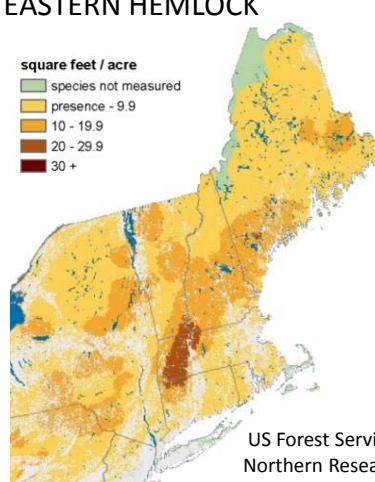 EASTERN HEMLOCK
square feet / acre
species not measured
presence - 9.9
10 - 19.9
20 - 29.9
30 +
US Forest Servi
Northern Resea